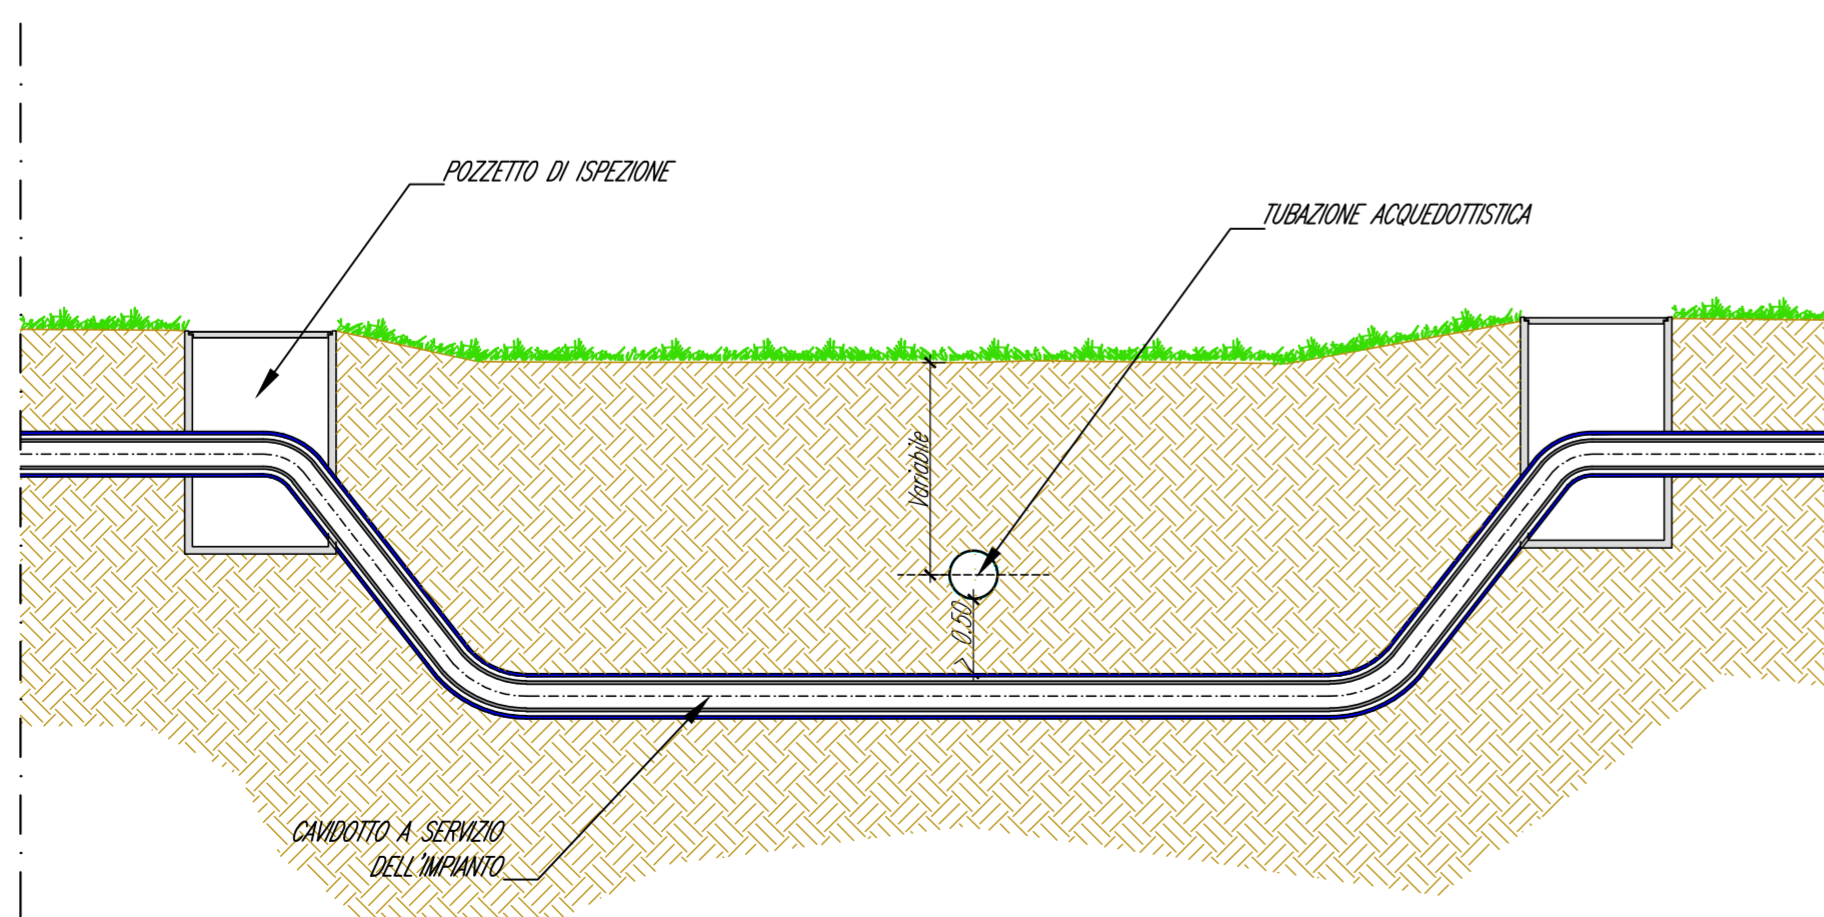 POZZETTO DI ISPEZIONE
TUBAZIONE ACQUEDOTTISTICA
Variabile
> 0.50
CAVIDOTTO A SERVIZIO
DELL'IMPIANTO